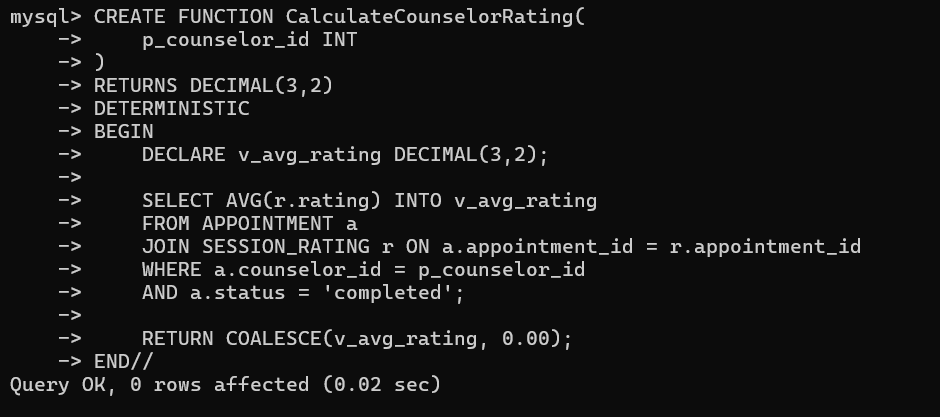 mysql> CREATE FUNCTION CalculateCounselorRating(
    ->     p_counselor_id INT
    -> )
    -> RETURNS DECIMAL(3,2)
    -> DETERMINISTIC
    -> BEGIN
    ->     DECLARE v_avg_rating DECIMAL(3,2);
    ->
    ->     SELECT AVG(r.rating) INTO v_avg_rating
    ->     FROM APPOINTMENT a
    ->     JOIN SESSION_RATING r ON a.appointment_id = r.appointment_id
    ->     WHERE a.counselor_id = p_counselor_id
    ->     AND a.status = 'completed';
    ->
    ->     RETURN COALESCE(v_avg_rating, 0.00);
    -> END//
Query OK, 0 rows affected (0.02 sec)